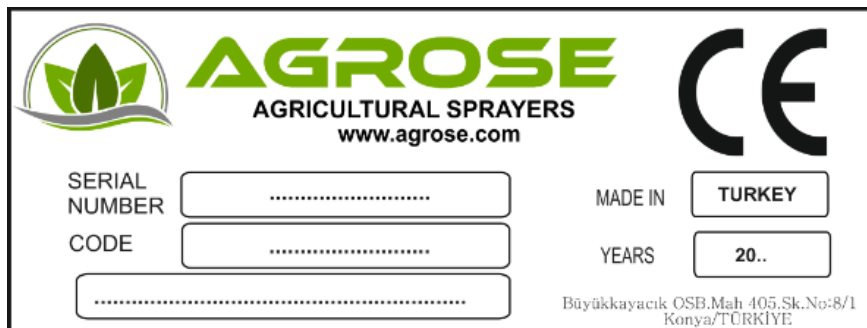 AGROSE
AGRICULTURAL SPRAYERS
www.agrose.com
CE
SERIAL
NUMBER
..........................
CODE
..........................
............................................................
MADE IN
TURKEY
YEARS
20..
Büyükkayacık OSB.Mah 405.Sk.No:8/1
Konya/TÜRKİYE